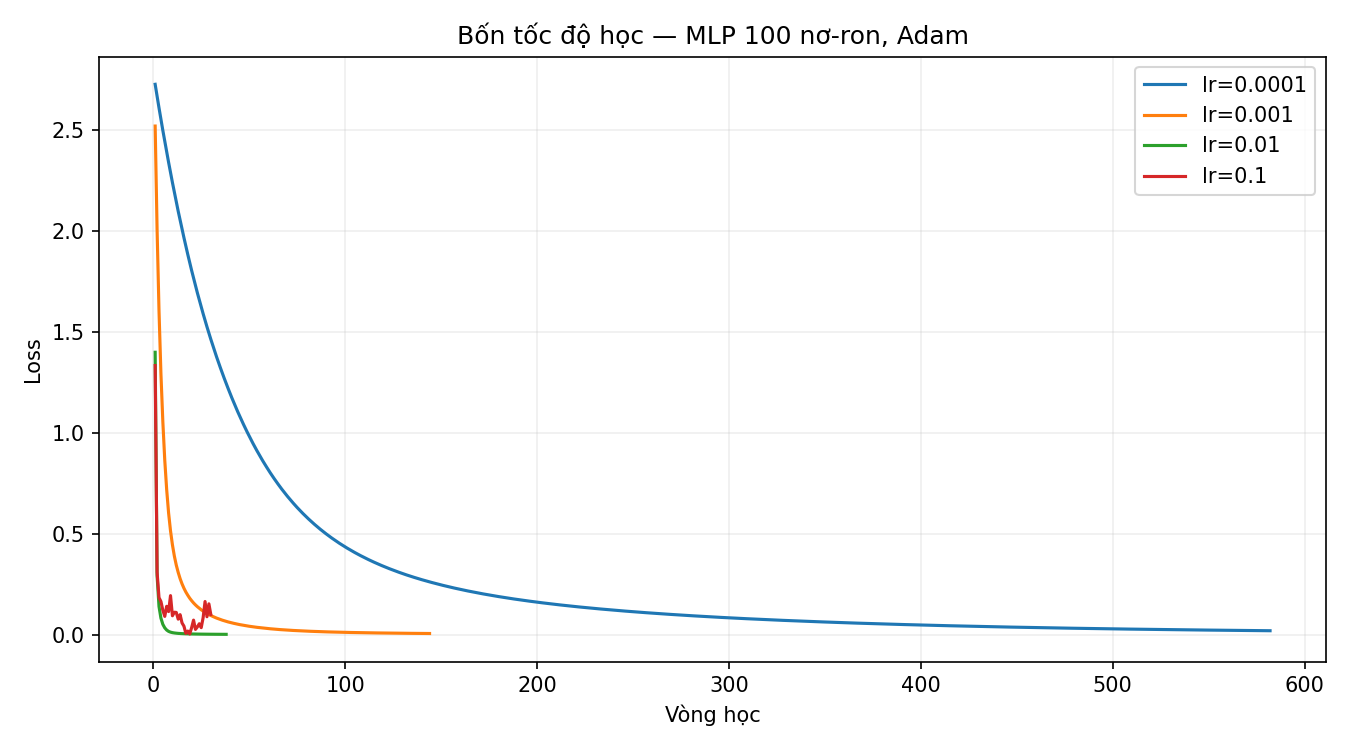 Bốn tốc độ học — MLP 100 nơ-ron, Adam
lr=0.0001
lr=0.001
lr=0.01
lr=0.1
Loss
2.5
2.0
1.5
1.0
0.5
0.0
0 100 200 300 400 500 600
Vòng học